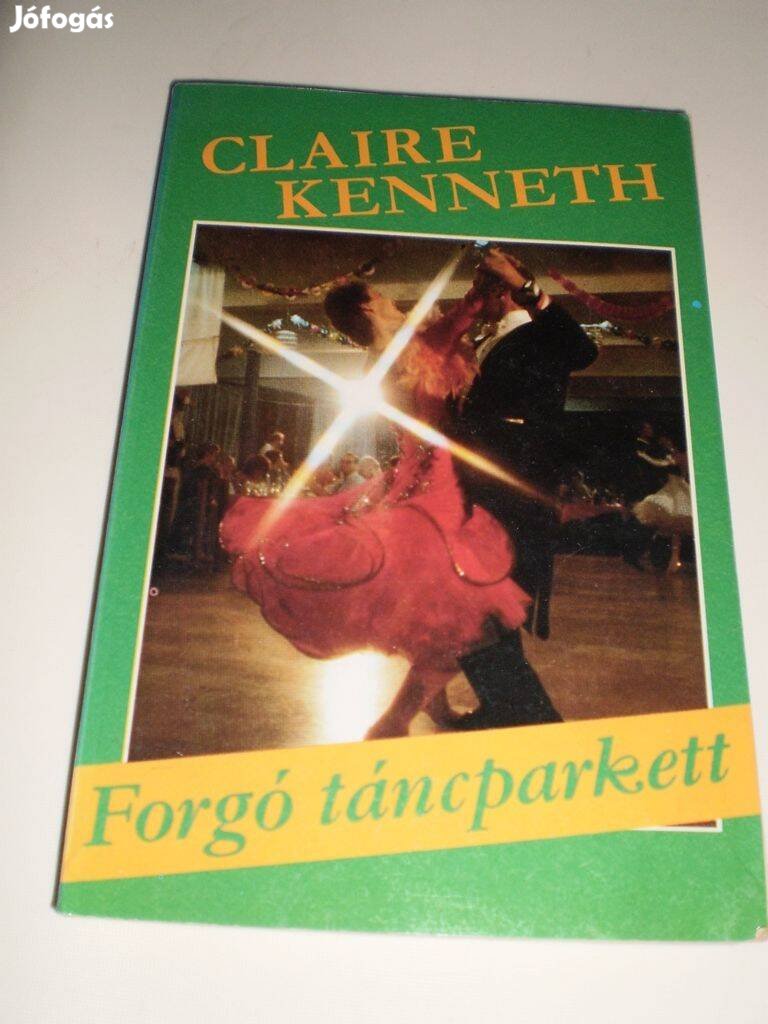 Jófogás
CLAIRE
KENNETH
Forgó táncparkett